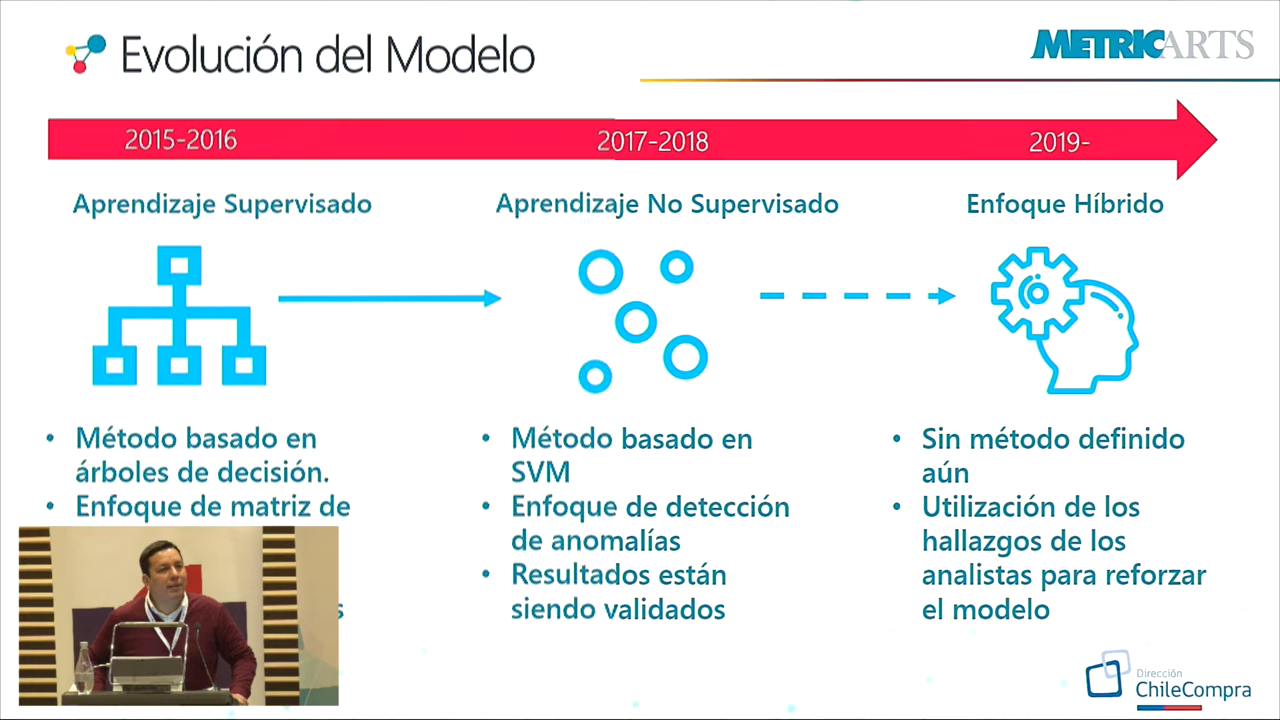 Evolución del Modelo
METRICARTS
2015-2016
2017-2018
2019-
Aprendizaje Supervisado
Aprendizaje No Supervisado
Enfoque Híbrido
• Método basado en
árboles de decisión.
• Enfoque de matriz de
• Método basado en
SVM
• Enfoque de detección
de anomalías
• Resultados están
siendo validados
• Sin método definido
aún
• Utilización de los
hallazgos de los
analistas para reforzar
el modelo
Dirección
ChileCompra